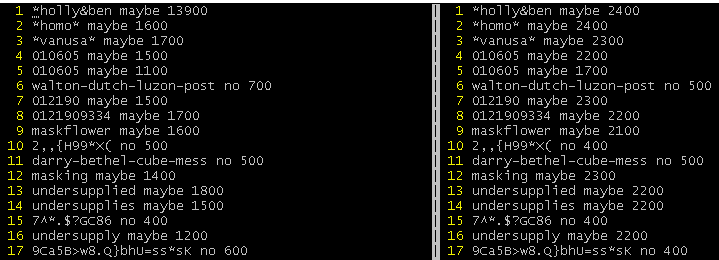 1 *holly&ben maybe 13900
2 *homo* maybe 1600
3 *vanusa* maybe 1700
4 010605 maybe 1500
5 010605 maybe 1100
6 walton-dutch-luzon-post no 700
7 012190 maybe 1500
8 0121909334 maybe 1700
9 maskflower maybe 1600
10 2,,{H99*X( no 500
11 darry-bethel-cube-mess no 500
12 masking maybe 1400
13 undersupplied maybe 1800
14 undersupplies maybe 1500
15 7^*.$?GC86 no 400
16 undersupply maybe 1200
17 9Ca5B>w8.Q}bhU=ss*sK no 600
1 *holly&ben maybe 2400
2 *homo* maybe 2400
3 *vanusa* maybe 2300
4 010605 maybe 2200
5 010605 maybe 1700
6 walton-dutch-luzon-post no 500
7 012190 maybe 2300
8 0121909334 maybe 2200
9 maskflower maybe 2100
10 2,,{H99*X( no 400
11 darry-bethel-cube-mess no 500
12 masking maybe 2300
13 undersupplied maybe 2200
14 undersupplies maybe 2200
15 7^*.$?GC86 no 400
16 undersupply maybe 2200
17 9Ca5B>w8.Q}bhU=ss*sK no 400